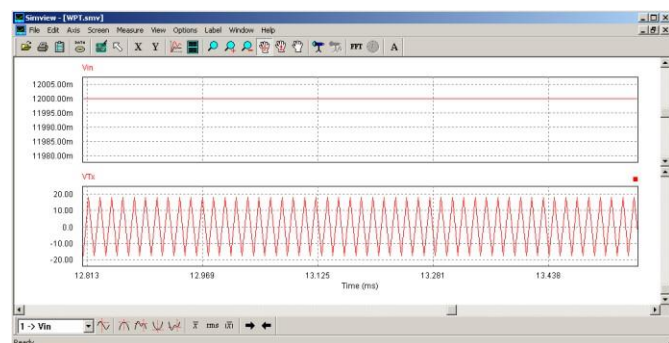 Simview - [WPT.smv]
File Edit Axis Screen Measure View Options Label Window Help
X Y FFT A
Vin
12005.00m
12000.00m
11995.00m
11990.00m
11985.00m
11980.00m
VTx
20.00
10.00
0.0
-10.00
-20.00
12.813 12.969 13.125 13.281 13.438
Time (ms)
1 -> Vin
x rms |x|
Ready